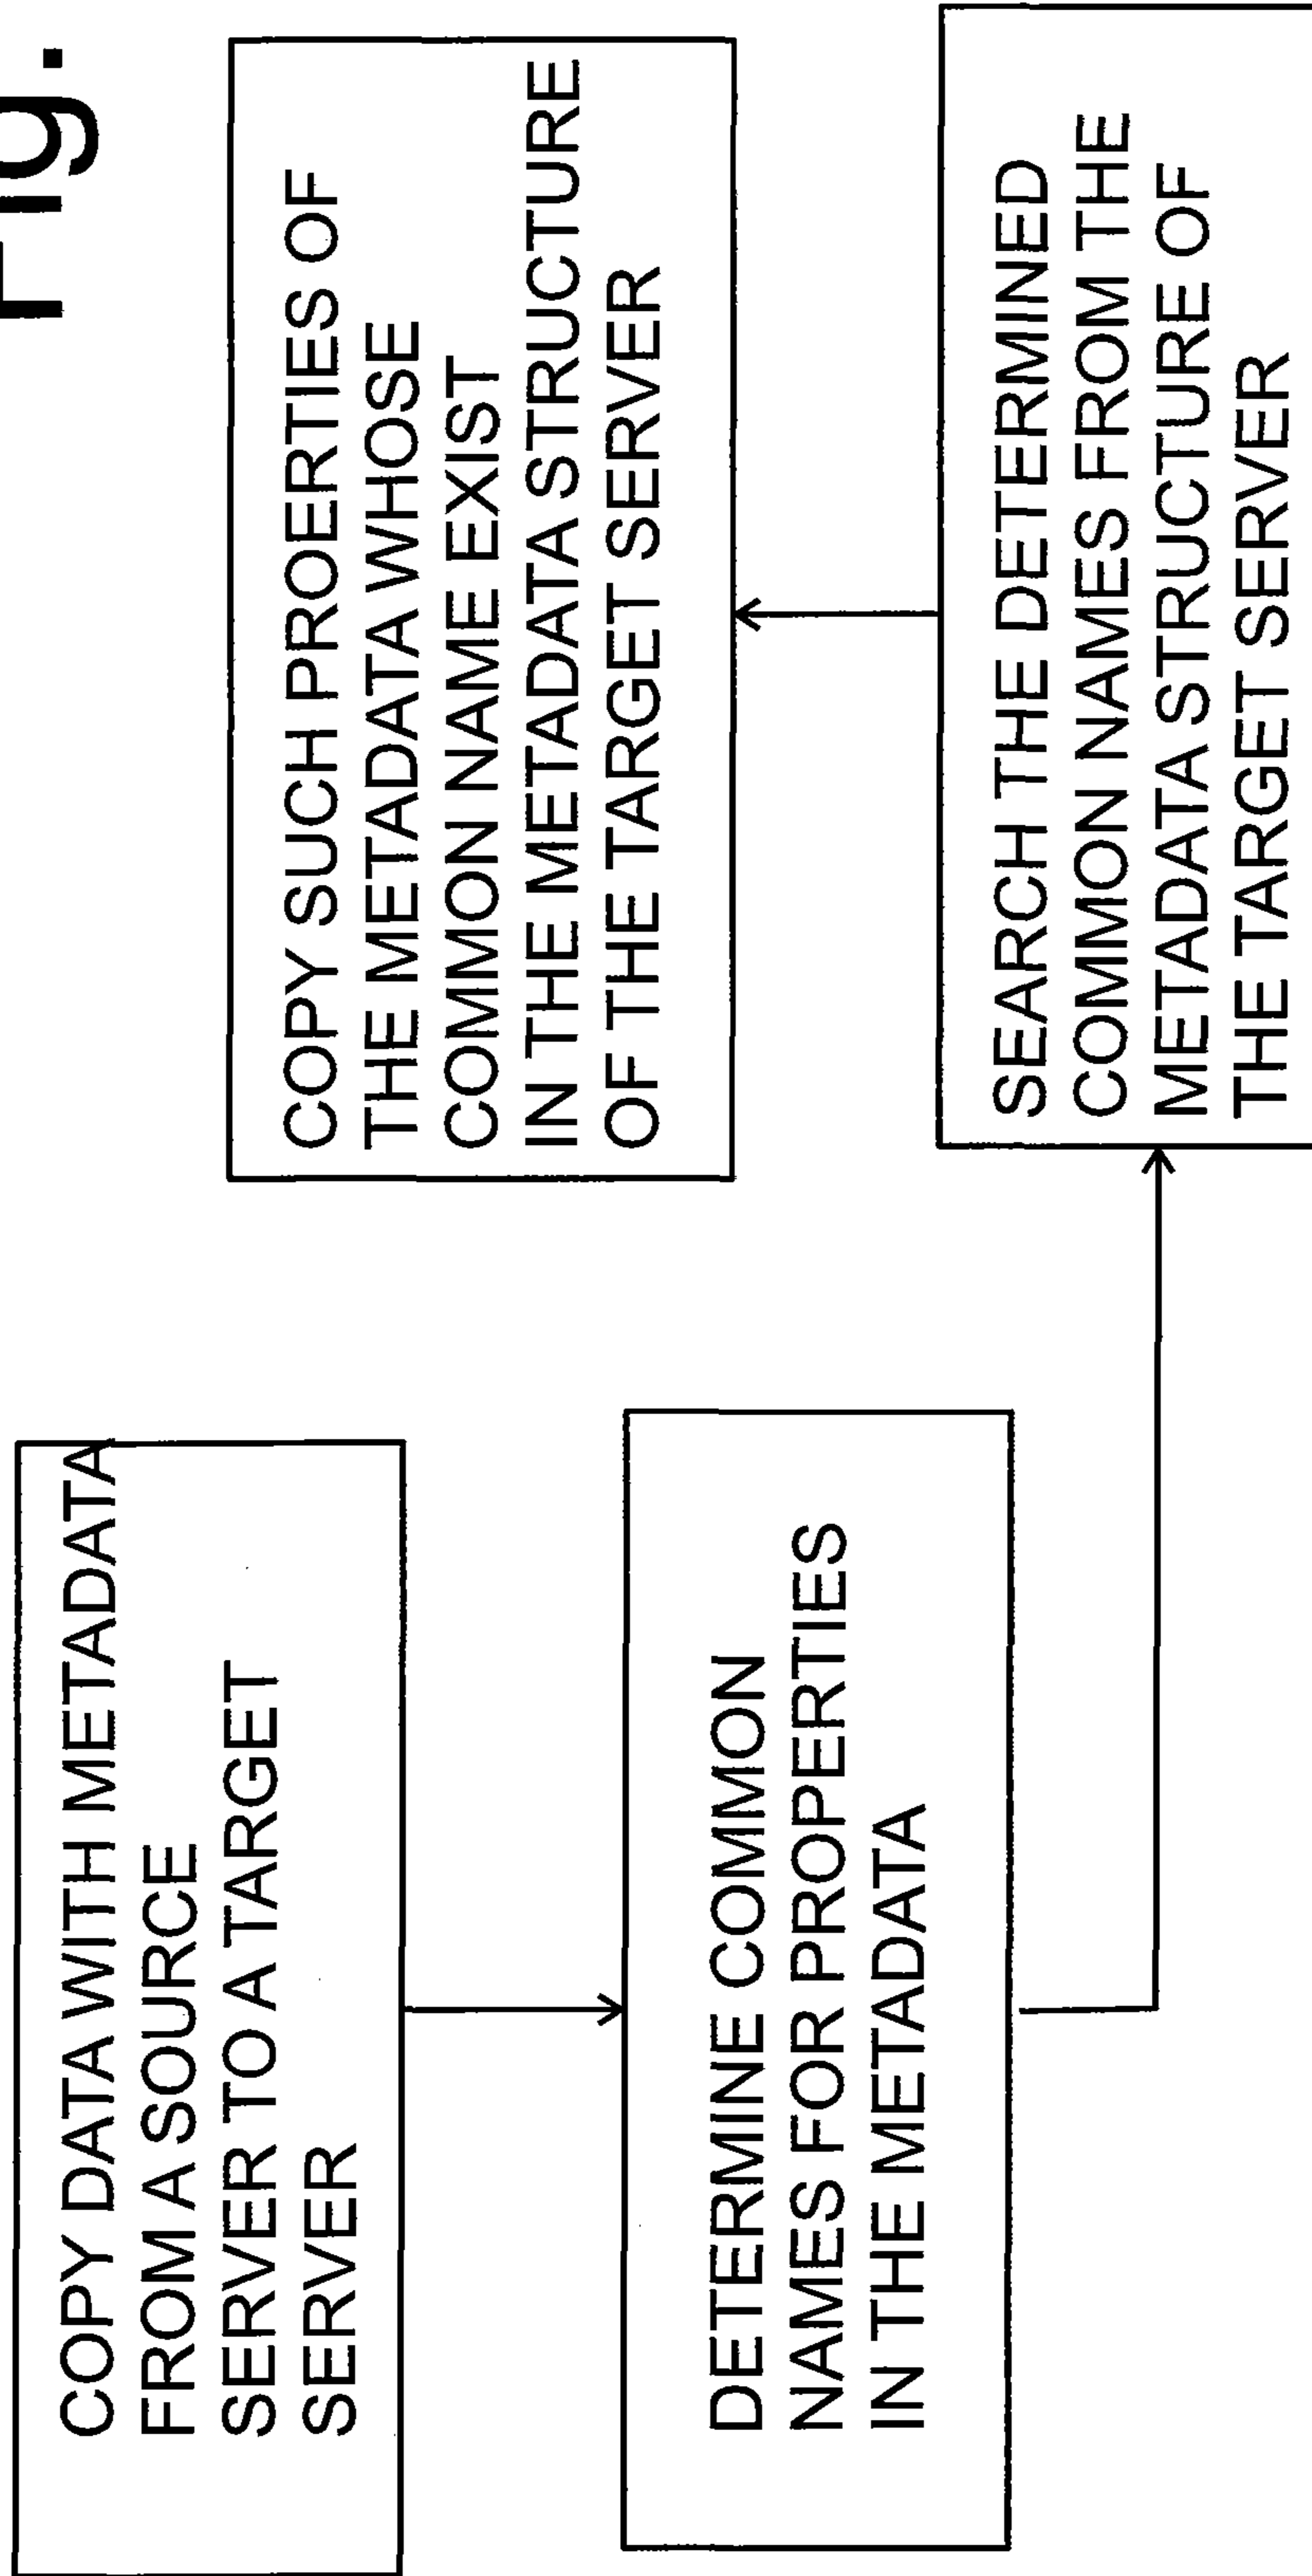 Fig.
COPY DATA WITH METADATA
FROM A SOURCE
SERVER TO A TARGET
SERVER
DETERMINE COMMON
NAMES FOR PROPERTIES
IN THE METADATA
SEARCH THE DETERMINED
COMMON NAMES FROM THE
METADATA STRUCTURE OF
THE TARGET SERVER
COPY SUCH PROERTIES OF
THE METADATA WHOSE
COMMON NAME EXIST
IN THE METADATA STRUCTURE
OF THE TARGET SERVER